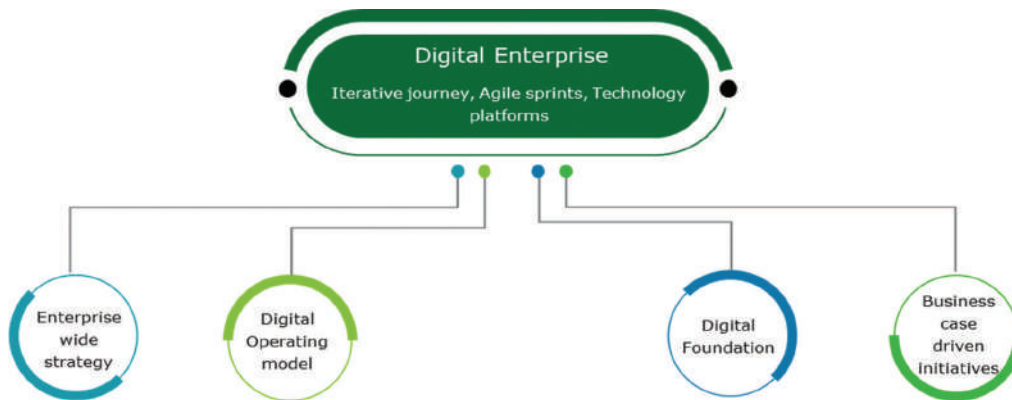 Digital Enterprise
Iterative journey, Agile sprints, Technology
platforms
Enterprise
wide
strategy
Digital
Operating
model
Digital
Foundation
Business
case
driven
initiatives